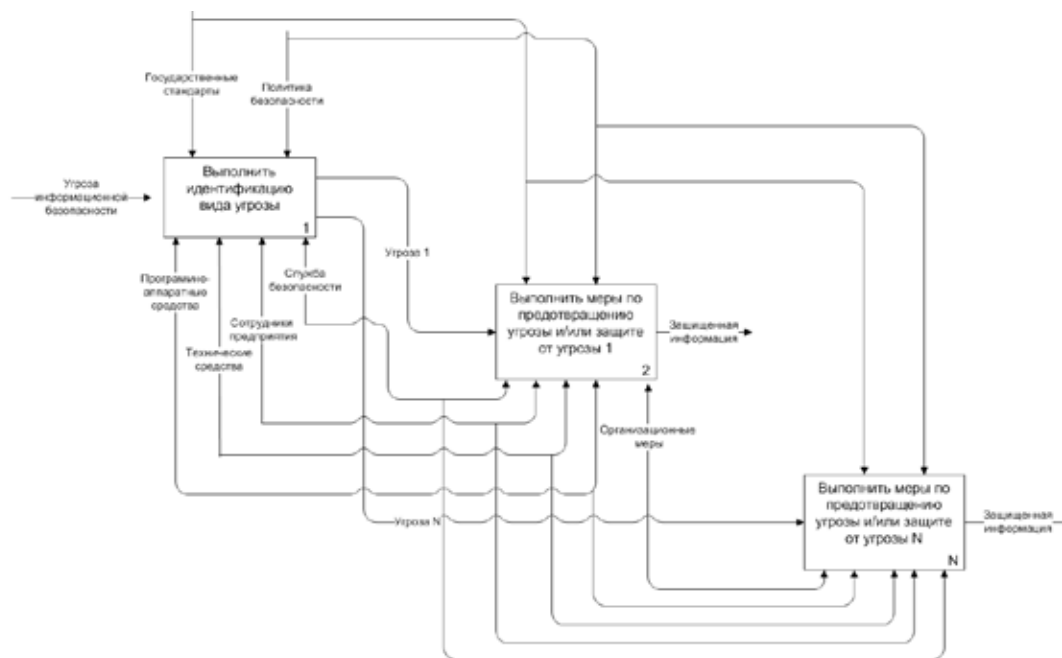 Государственные
стандарты
Политика
безопасности
Выполнить
идентификацию
вида угрозы
1
Угроза
информационной
безопасности
Угроза 1
Программно-
аппаратные
средства
Служба
безопасности
Сотрудники
предприятия
Технические
средства
Выполнить меры по
предотвращению
угрозы и/или защите
от угрозы 1
2
Защищенная
информация
Организационные
меры
Угроза N
Выполнить меры по
предотвращению
угрозы и/или защите
от угрозы N
N
Защищенная
информация